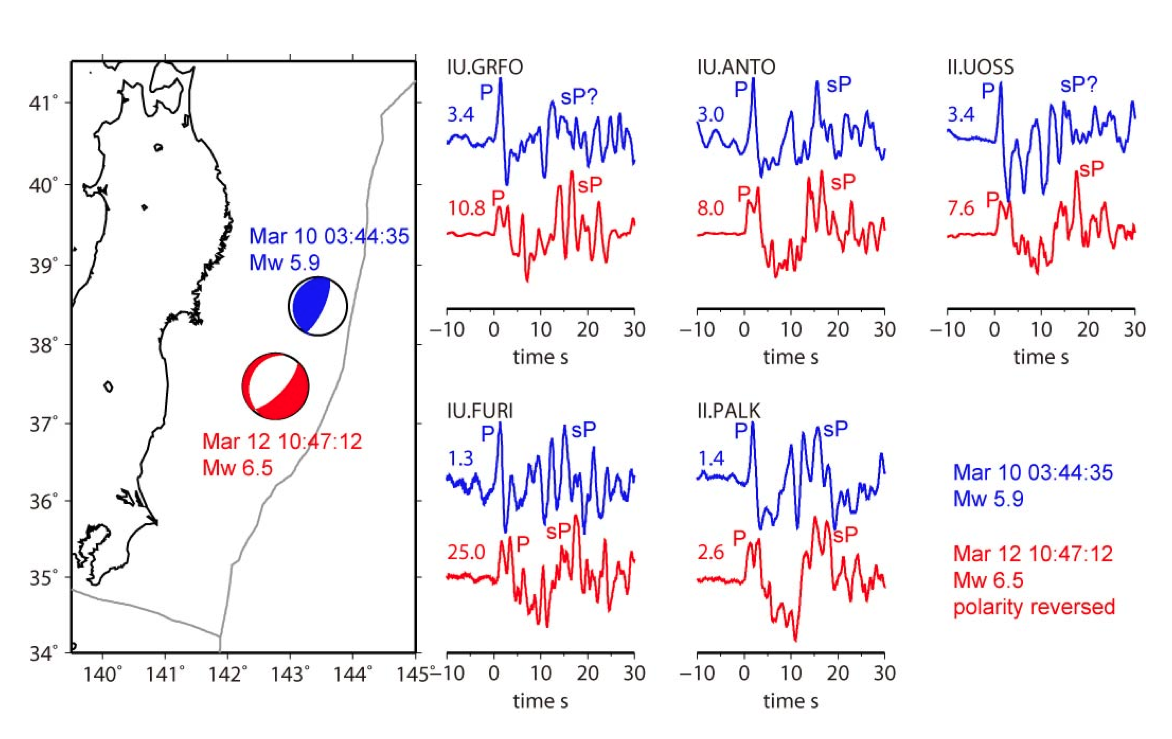 41°
40°
39°
38°
37°
36°
35°
34°
140°
141°
142°
143°
144°
145°
Mar 10 03:44:35
Mw 5.9
Mar 12 10:47:12
Mw 6.5
IU.GRFO
P
sP?
3.4
10.8
P
sP
−10
0
10
20
30
time s
IU.ANTO
P
sP
3.0
8.0
P
sP
−10
0
10
20
30
time s
II.UOSS
P
sP?
3.4
7.6
P
sP
−10
0
10
20
30
time s
IU.FURI
P
sP
1.3
25.0
P
sP
−10
0
10
20
30
time s
II.PALK
P
sP
1.4
2.6
P
sP
−10
0
10
20
30
time s
Mar 10 03:44:35
Mw 5.9
Mar 12 10:47:12
Mw 6.5
polarity reversed